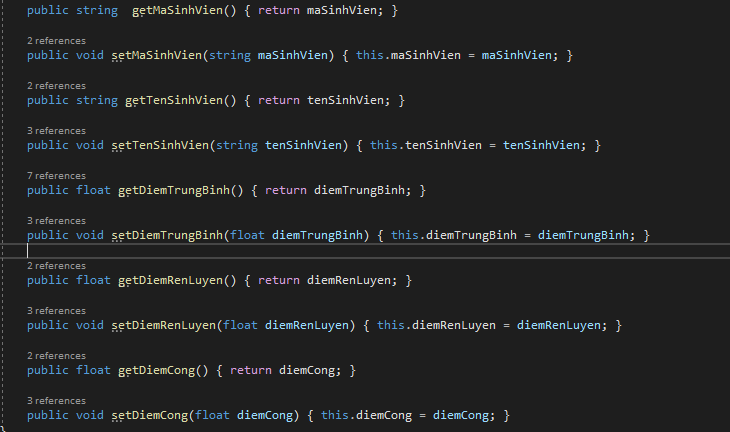 public string  getMaSinhVien() { return maSinhVien; }
2 references
public void setMaSinhVien(string maSinhVien) { this.maSinhVien = maSinhVien; }
2 references
public string getTenSinhVien() { return tenSinhVien; }
3 references
public void setTenSinhVien(string tenSinhVien) { this.tenSinhVien = tenSinhVien; }
7 references
public float getDiemTrungBinh() { return diemTrungBinh; }
3 references
public void setDiemTrungBinh(float diemTrungBinh) { this.diemTrungBinh = diemTrungBinh; }
2 references
public float getDiemRenLuyen() { return diemRenLuyen; }
3 references
public void setDiemRenLuyen(float diemRenLuyen) { this.diemRenLuyen = diemRenLuyen; }
2 references
public float getDiemCong() { return diemCong; }
3 references
public void setDiemCong(float diemCong) { this.diemCong = diemCong; }
}